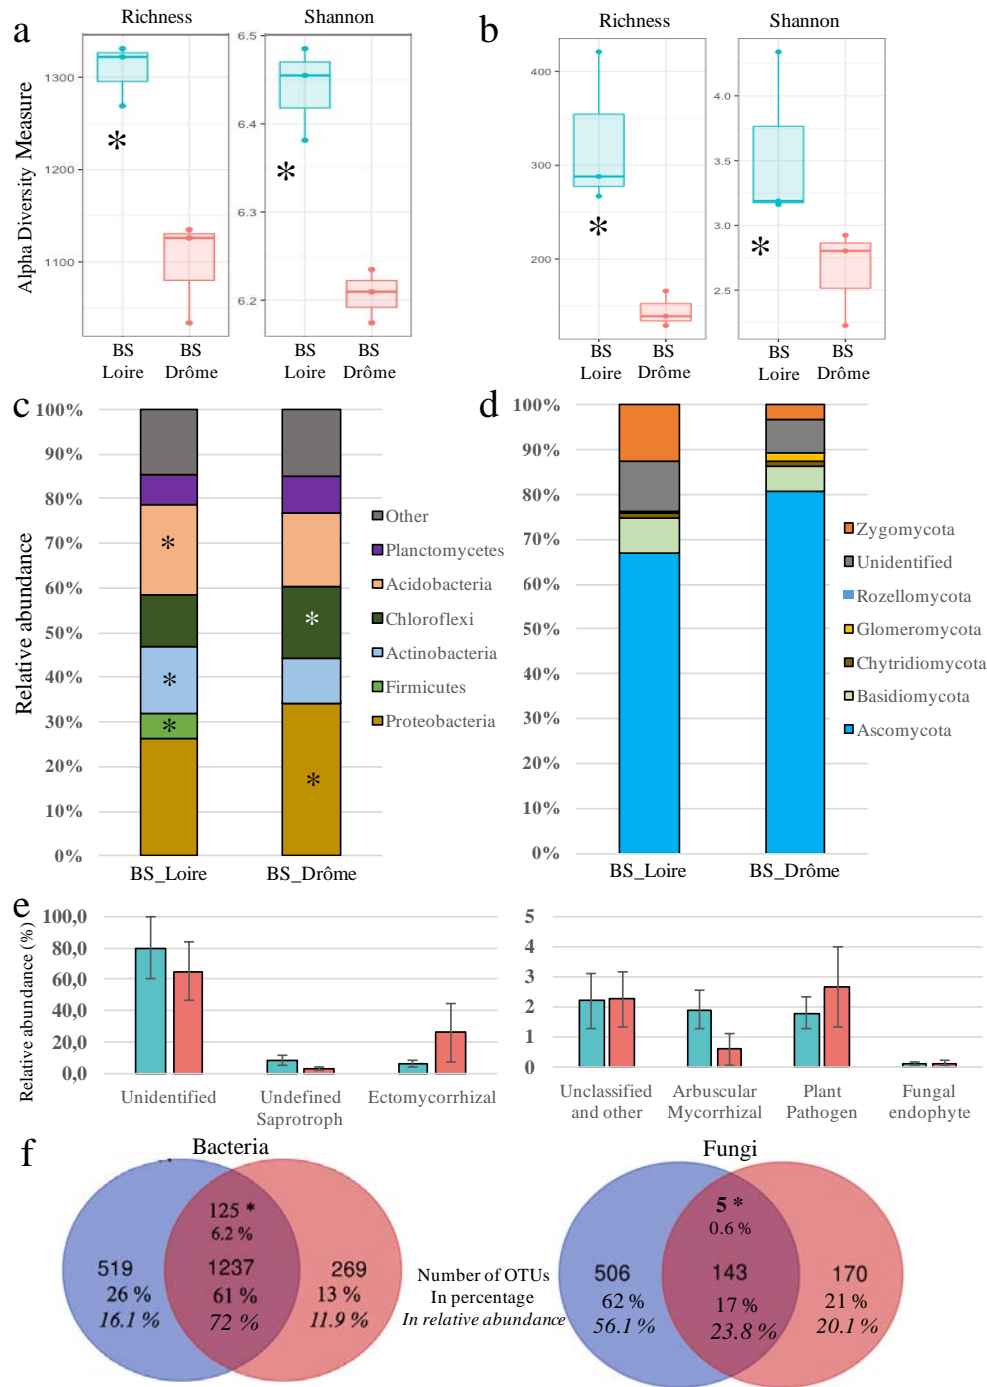 a
Richness
Shannon
Alpha Diversity Measure
1300
1200
1100
6.5
6.4
6.3
6.2
*
*
BS
Loire
BS
Drôme
BS
Loire
BS
Drôme
b
Richness
Shannon
400
300
200
4.0
3.5
3.0
2.5
*
*
BS
Loire
BS
Drôme
BS
Loire
BS
Drôme
c
Relative abundance
100%
90%
80%
70%
60%
50%
40%
30%
20%
10%
0%
*
*
*
*
*
BS_Loire
BS_Drôme
Other
Planctomycetes
Acidobacteria
Chloroflexi
Actinobacteria
Firmicutes
Proteobacteria
d
100%
90%
80%
70%
60%
50%
40%
30%
20%
10%
0%
BS_Loire
BS_Drôme
Zygomycota
Unidentified
Rozellomycota
Glomeromycota
Chytridiomycota
Basidiomycota
Ascomycota
e
Relative abundance (%)
100,0
80,0
60,0
40,0
20,0
0,0
Unidentified
Undefined
Saprotroph
Ectomycorrhizal
5
4
3
2
1
0
Unclassified
and other
Arbuscular
Mycorrhizal
Plant
Pathogen
Fungal
endophyte
f
Bacteria
125 *
6.2 %
519
26 %
16.1 %
1237
61 %
72 %
269
13 %
11.9 %
Number of OTUs
In percentage
In relative abundance
Fungi
5 *
0.6 %
506
62 %
56.1 %
143
17 %
23.8 %
170
21 %
20.1 %